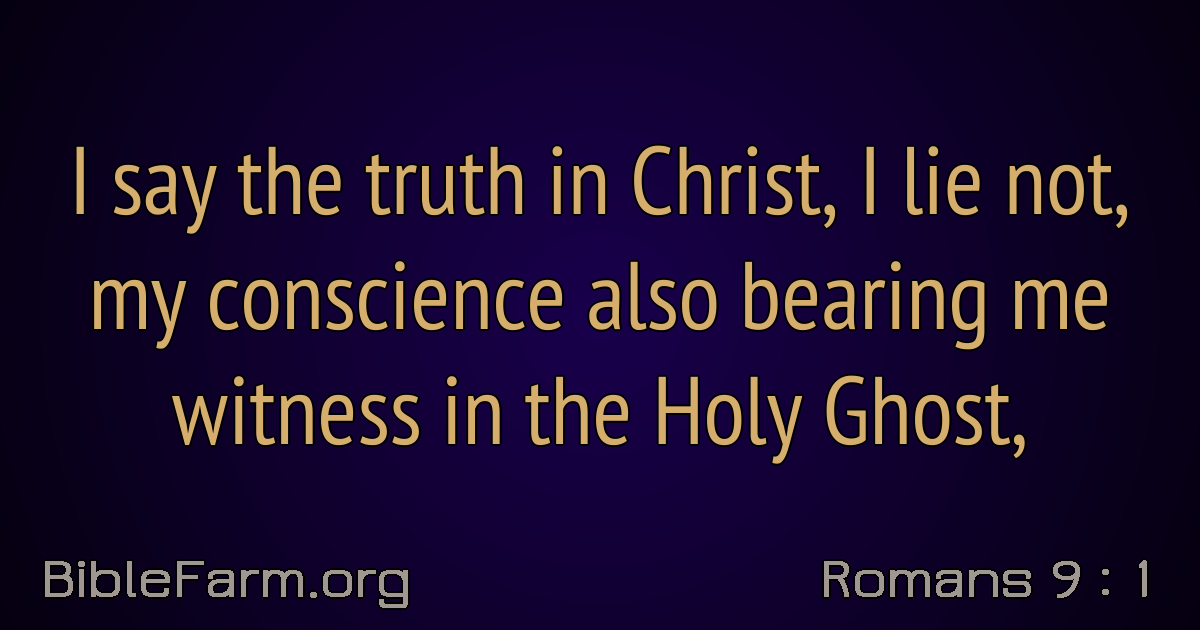 I say the truth in Christ, I lie not,
my conscience also bearing me
witness in the Holy Ghost,
BibleFarm.org
Romans 9 : 1